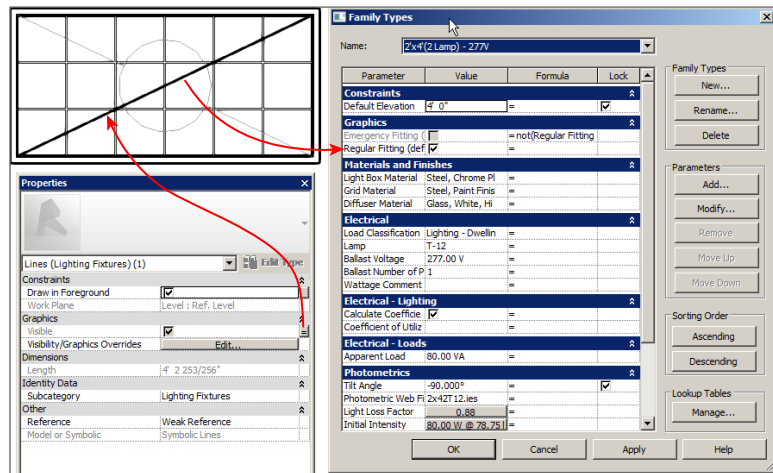 Family Types
Name: 2'x4'(2 Lamp) - 277V
Parameter Value Formula Lock
Constraints
Default Elevation 4' 0" =
Graphics
Emergency Fitting ( = not(Regular Fitting
Regular Fitting (def =
Materials and Finishes
Light Box Material Steel, Chrome Pl =
Grid Material Steel, Paint Finis =
Diffuser Material Glass, White, Hi =
Electrical
Load Classification Lighting - Dwellin =
Lamp T-12 =
Ballast Voltage 277.00 V =
Ballast Number of P 1 =
Wattage Comment =
Electrical - Lighting
Calculate Coefficie =
Coefficient of Utiliz =
Electrical - Loads
Apparent Load 80.00 VA =
Photometrics
Tilt Angle -90.000° =
Photometric Web Fi 2x42T12.ies =
Light Loss Factor 0.88 =
Initial Intensity 80.00 W @ 78.75 l =
Family Types
New...
Rename...
Delete
Parameters
Add...
Modify...
Remove
Move Up
Move Down
Sorting Order
Ascending
Descending
Lookup Tables
Manage...
OK Cancel Apply Help
Properties
Lines (Lighting Fixtures) (1) Edit Type
Constraints
Draw in Foreground
Work Plane Level : Ref. Level
Graphics
Visible =
Visibility/Graphics Overrides Edit...
Dimensions
Length 4' 2 253/256"
Identity Data
Subcategory Lighting Fixtures
Other
Reference Weak Reference
Model or Symbolic Symbolic Lines